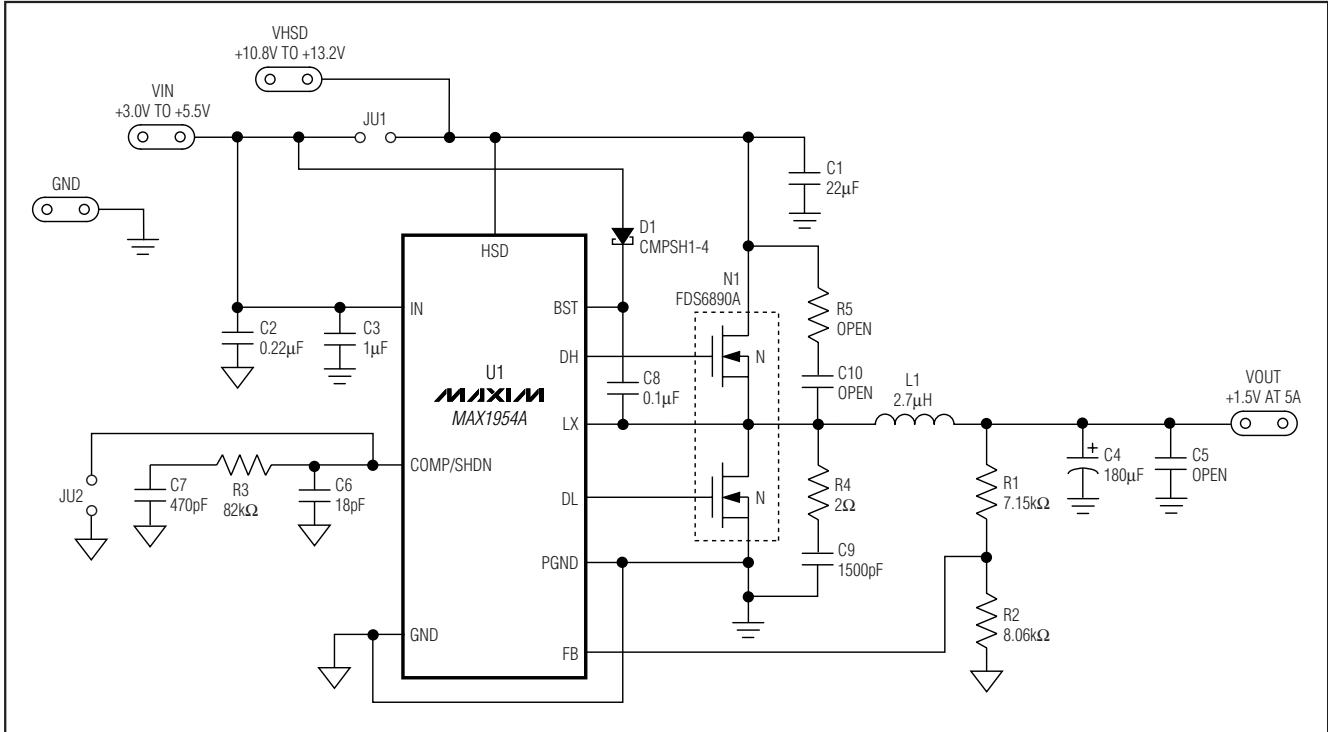 VHSD
+10.8V TO +13.2V
VIN
+3.0V TO +5.5V
JU1
GND
C1
22µF
D1
CMPSH1-4
HSD
N1
FDS6890A
IN
BST
R5
OPEN
C2
0.22µF
C3
1µF
DH
N
U1
MAXIM
MAX1954A
C8
0.1µF
C10
OPEN
L1
2.7µH
VOUT
+1.5V AT 5A
LX
COMP/SHDN
JU2
C7
470pF
R3
82kΩ
C6
18pF
DL
N
R4
2Ω
R1
7.15kΩ
C4
+
180µF
C5
OPEN
PGND
C9
1500pF
GND
FB
R2
8.06kΩ